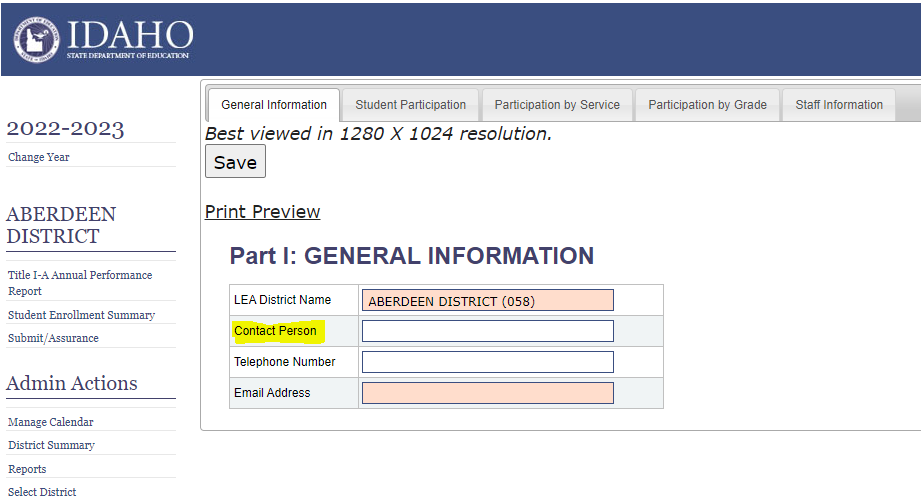 IDAHO
STATE DEPARTMENT OF EDUCATION
General Information
Student Participation
Participation by Service
Participation by Grade
Staff Information
2022-2023
Change Year
ABERDEEN
DISTRICT
Title I-A Annual Performance
Report
Student Enrollment Summary
Submit/Assurance
Admin Actions
Manage Calendar
District Summary
Reports
Select District
Best viewed in 1280 X 1024 resolution.
Save
Print Preview
Part I: GENERAL INFORMATION
LEA District Name ABERDEEN DISTRICT (058)
Contact Person
Telephone Number
Email Address